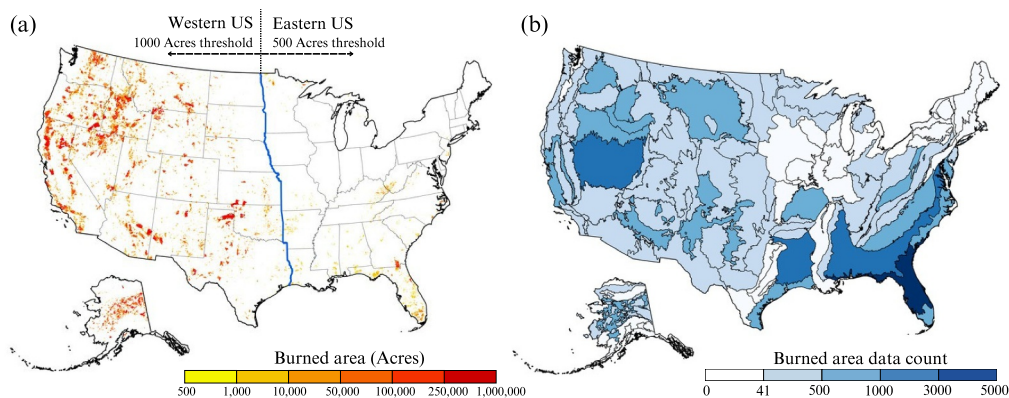 (a)
Western US
Eastern US
1000 Acres threshold
500 Acres threshold
Burned area (Acres)
500 1,000 10,000 50,000 100,000 250,000 1,000,000
(b)
Burned area data count
0 41 500 1000 3000 5000